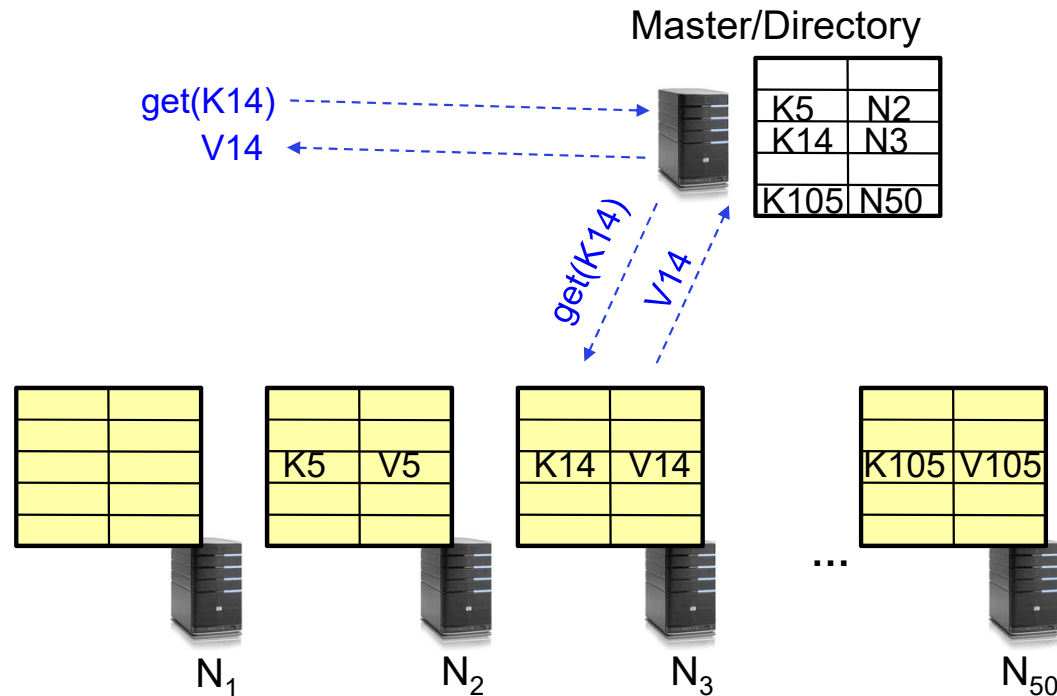 Master/Directory
get(K14)
V14
K5 N2
K14 N3
K105 N50
get(K14)
V14
K5 V5
K14 V14
K105 V105
...
N1
N2
N3
N50